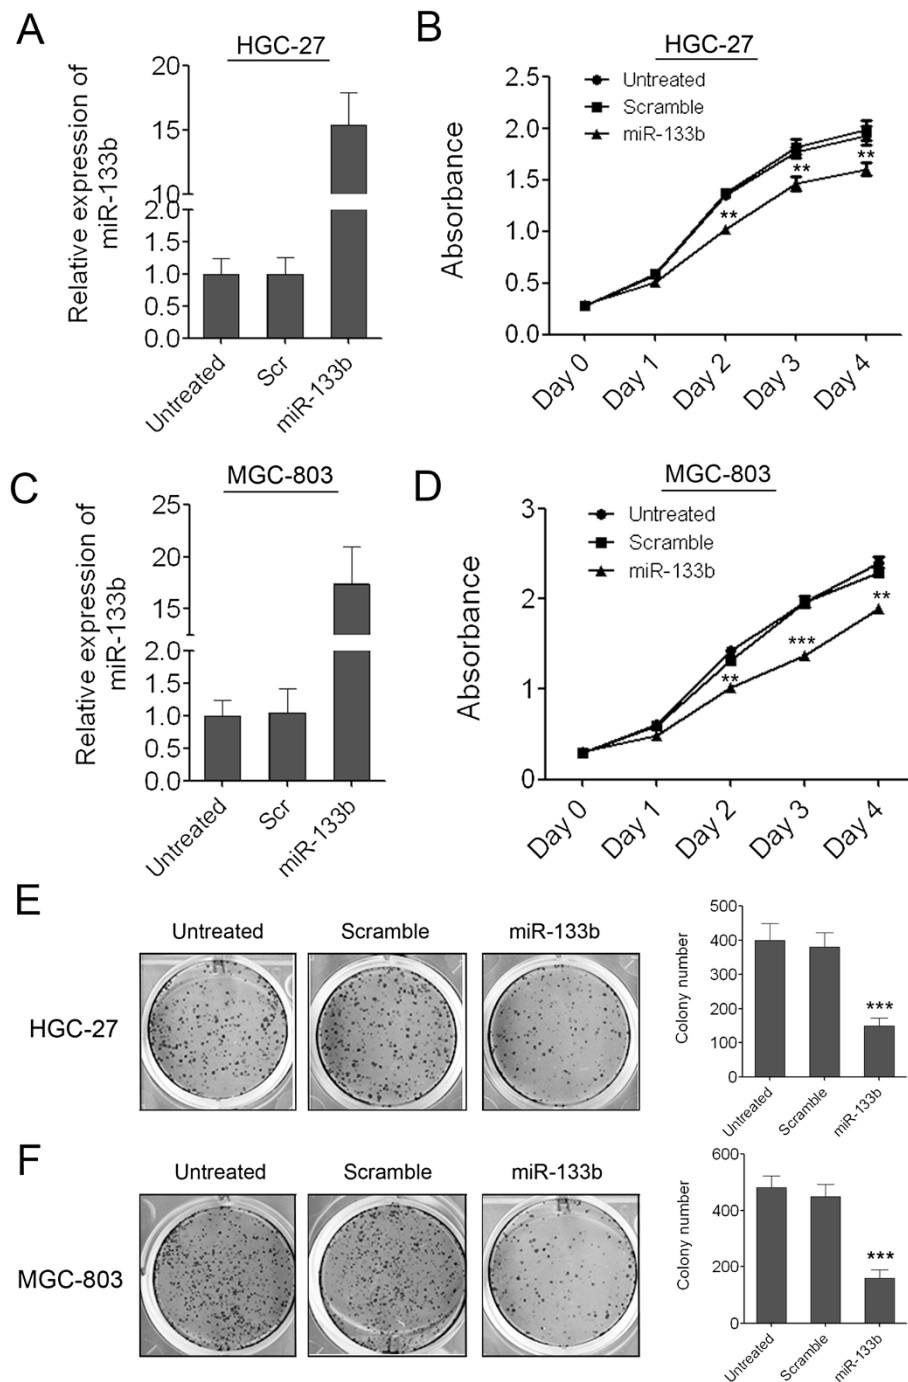 A
HGC-27
Relative expression of
miR-133b
20
15
10
2.0
1.5
1.0
0.5
0.0
Untreated
Scr
miR-133b
B
HGC-27
Absorbance
2.5
2.0
1.5
1.0
0.5
0.0
Untreated
Scramble
miR-133b
**
**
**
Day 0
Day 1
Day 2
Day 3
Day 4
C
MGC-803
Relative expression of
miR-133b
25
20
15
2.0
1.5
1.0
0.5
0.0
Untreated
Scr
miR-133b
D
MGC-803
Absorbance
3
2
1
0
Untreated
Scramble
miR-133b
**
***
**
Day 0
Day 1
Day 2
Day 3
Day 4
E
Untreated
Scramble
miR-133b
HGC-27
Colony number
500
400
300
200
100
0
***
Untreated
Scramble
miR-133b
F
Untreated
Scramble
miR-133b
MGC-803
Colony number
600
400
200
0
***
Untreated
Scramble
miR-133b